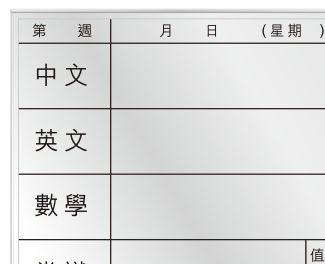 第 週 月 日 (星期 )
中文
英文
數學
值